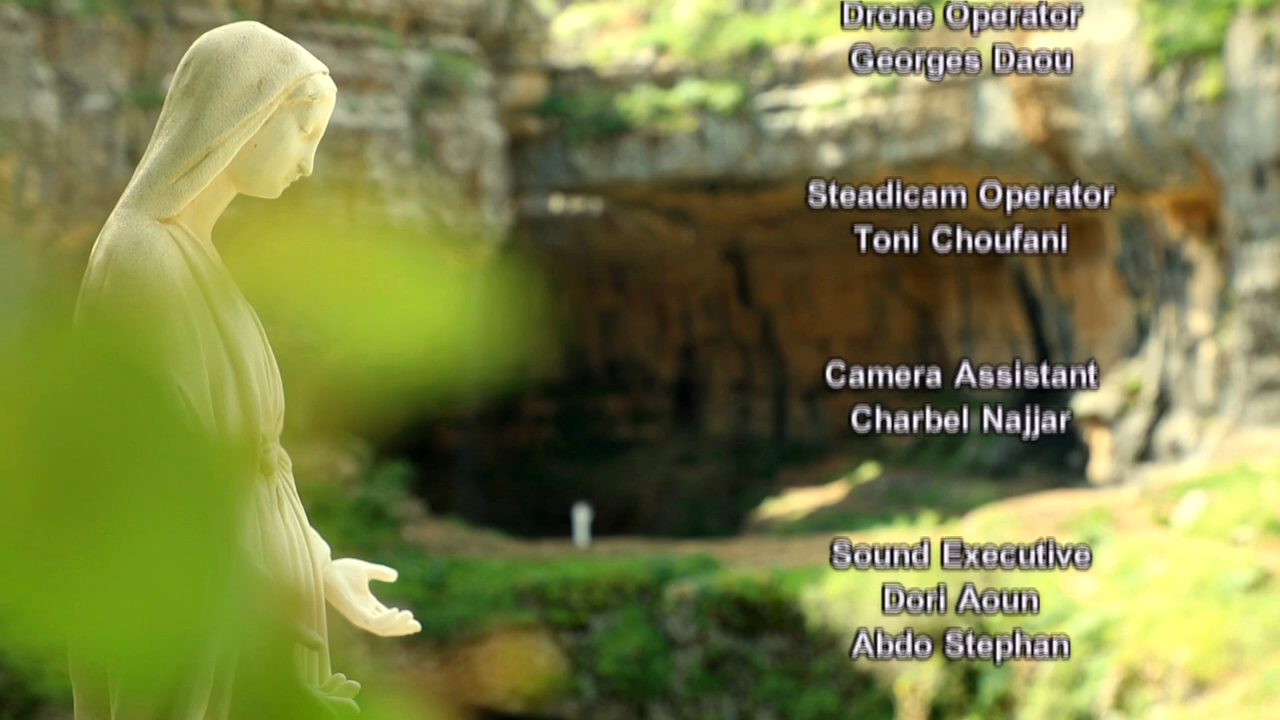 Drone Operator
Georges Daou
Steadicam Operator
Toni Choufani
Camera Assistant
Charbel Najjar
Sound Executive
Dori Aoun
Abdo Stephan